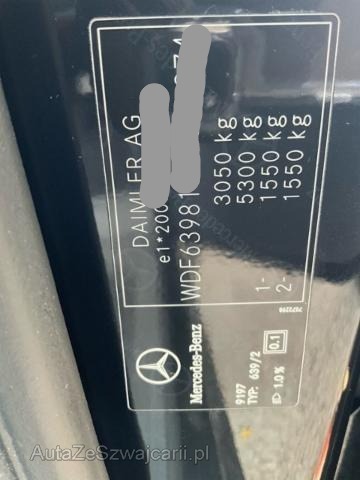 DAIMLER AG
e1*200
WDF63981
3050 kg
5300 kg
1- 1550 kg
2- 1550 kg
Mercedes-Benz
9197
TYP: 639/2
0.1
1.0%
AutaZeSzwajcarii.pl